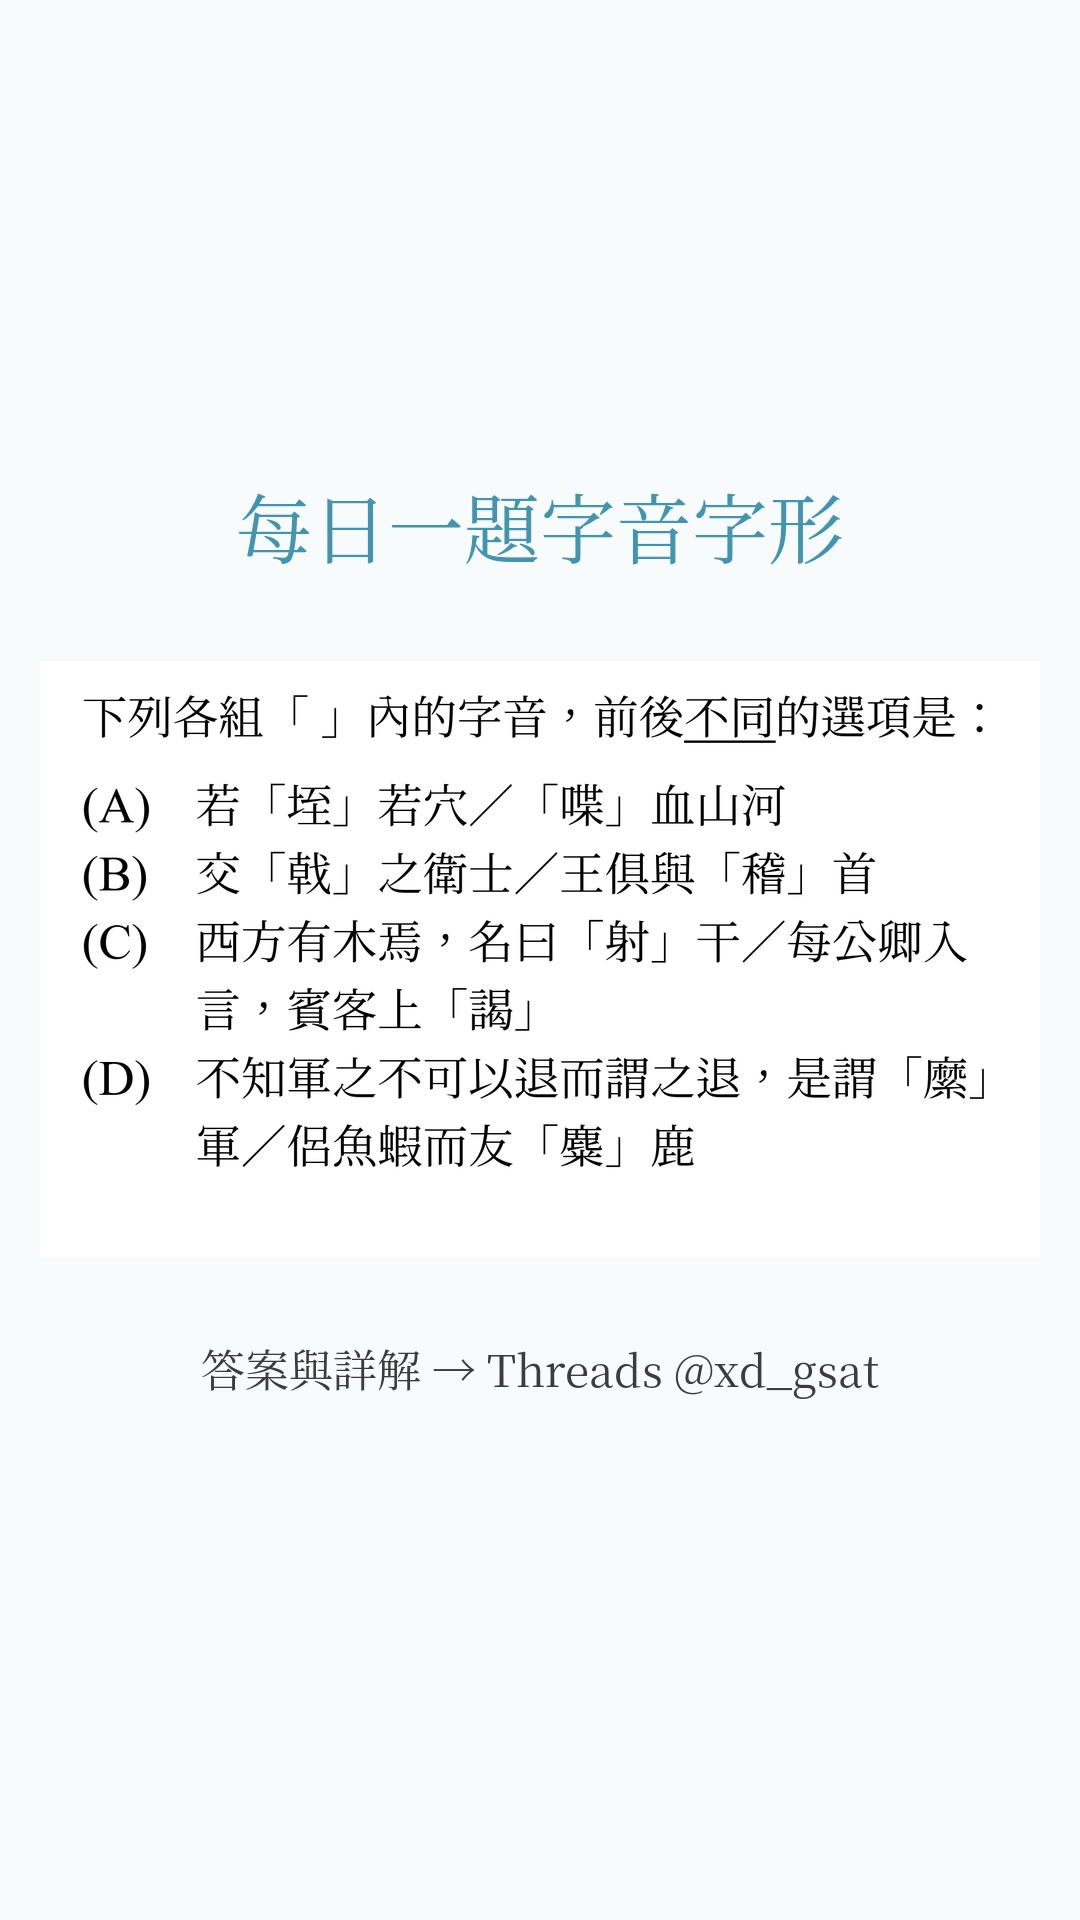 每日一題字音字形
下列各組「 」內的字音，前後不同的選項是：
(A) 若「垤」若穴／「喋」血山河
(B) 交「戟」之衛士／王俱與「稽」首
(C) 西方有木焉，名曰「射」干／每公卿入
言，賓客上「謁」
(D) 不知軍之不可以退而謂之退，是謂「縻」
軍／侶魚蝦而友「麋」鹿
答案與詳解 → Threads @xd_gsat